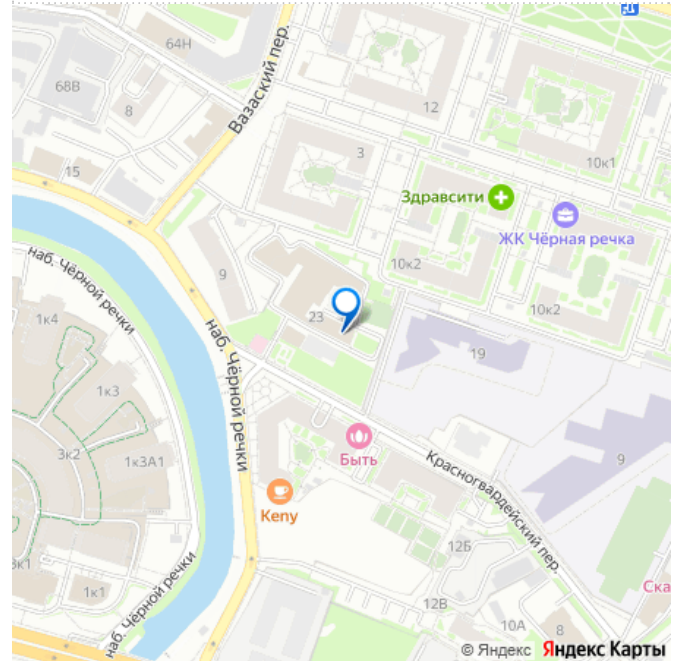 64Н
68В
8
Вазаский пер.
12
3
10к1
15
Здравсити
ЖК Чёрная речка
наб. Чёрной речки
9
10к2
10к2
23
1к4
наб. Чёрной речки
19
1к3
3к2
1к3А1
Быть
Красногвардейский пер.
9
Keny
12Б
3к1
1к1
наб. Чёрной речки
12В
10А
8
Ска
© Яндекс Яндекс Карты